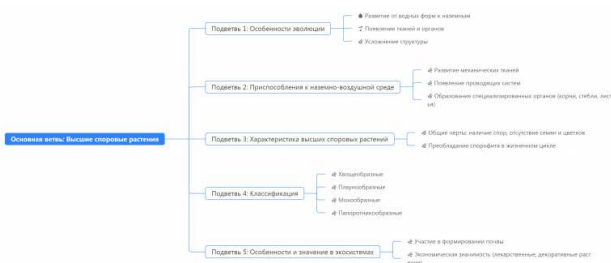 Основная ветвь: Высшие споровые растения
Подветвь 1: Особенности эволюции
Развитие от водных форм к наземным
Появление тканей и органов
Усложнение структуры
Подветвь 2: Приспособления к наземно-воздушной среде
Развитие механических тканей
Появление проводящих систем
Образование специализированных органов (корни, стебли, лист
ья)
Подветвь 3: Характеристика высших споровых растений
Общие черты: наличие спор, отсутствие семян и цветков
Преобладание спорофита в жизненном цикле
Подветвь 4: Классификация
Хвощеобразные
Плаунообразные
Мохообразные
Папоротникообразные
Подветвь 5: Особенности и значение в экосистемах
Участие в формировании почвы
Экономическая значимость (лекарственные, декоративные раст